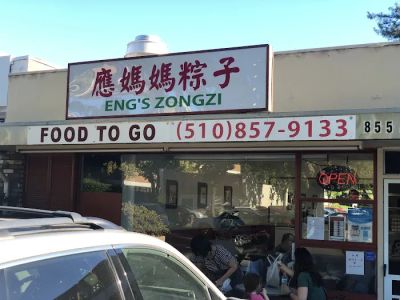 應媽媽粽子
ENG'S ZONGZI
FOOD TO GO (510)857-9133
855
OPEN